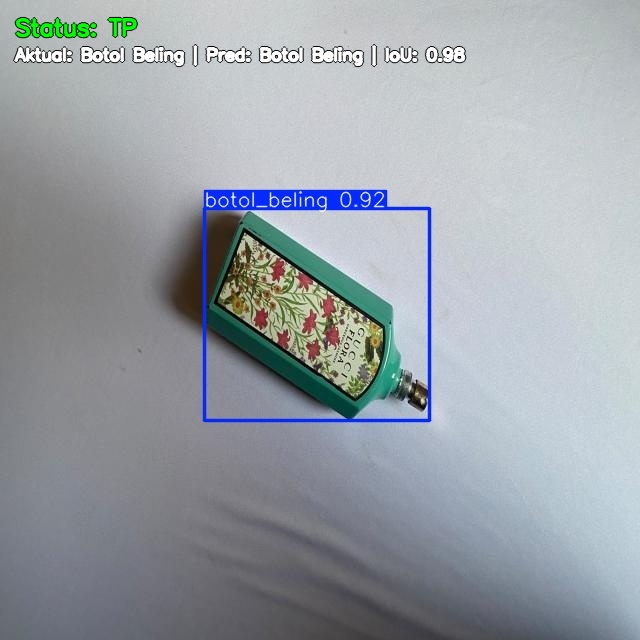 Status: TP
Aktual: Botol Beling | Pred: Botol Beling | IoU: 0.98
botol_beling 0.92
GUCCI
FLORA